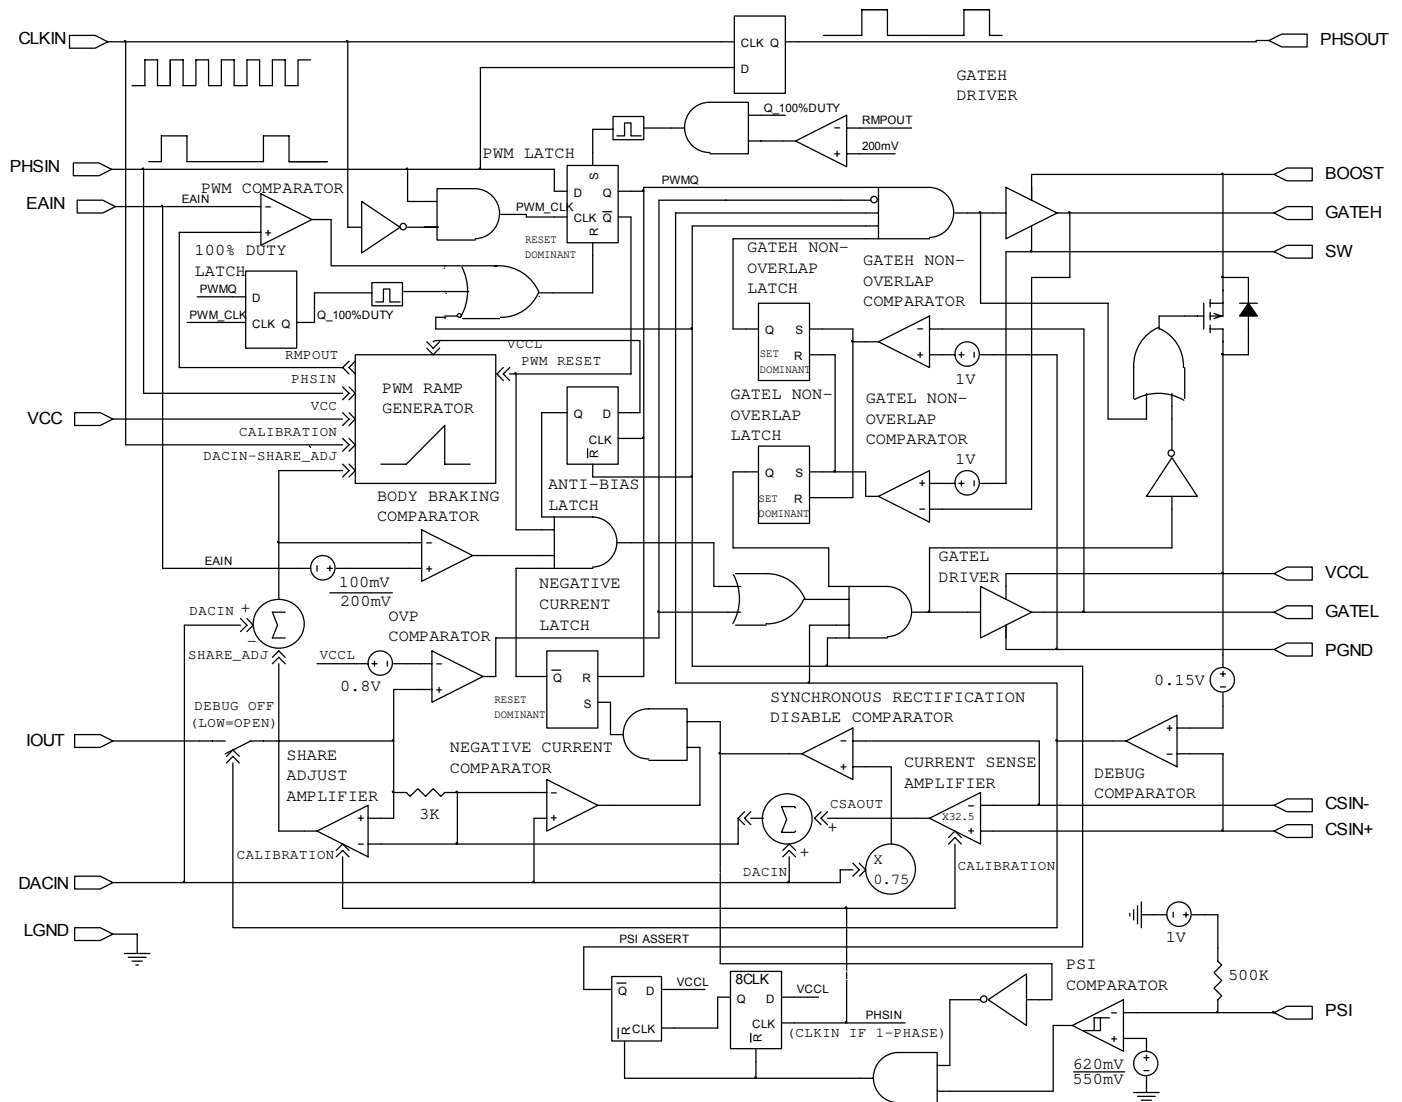 CLKIN
CLK Q
D
PHSOUT
GATEH
DRIVER
Q_100%DUTY
RMPOUT
200mV
PHSIN
PWM LATCH
S
D Q
CLK Q
R
PWMQ
BOOST
PWM COMPARATOR
EAIN
EAIN
PWM_CLK
GATEH
RESET
DOMINANT
SW
100% DUTY
LATCH
PWMQ
D
PWM_CLK
CLK Q
Q_100%DUTY
GATEH NON-
OVERLAP
LATCH
GATEH NON-
OVERLAP
COMPARATOR
Q S
R
SET
DOMINANT
1V
VCCL
PWM RESET
RMPOUT
PHSIN
VCC
VCC
CALIBRATION
DACIN-SHARE_ADJ
PWM RAMP
GENERATOR
Q D
CLK
R
ANTI-BIAS
LATCH
GATEL NON-
OVERLAP
LATCH
GATEL NON-
OVERLAP
COMPARATOR
1V
Q S
R
SET
DOMINANT
BODY BRAKING
COMPARATOR
EAIN
100mV
200mV
GATEL
DRIVER
VCCL
NEGATIVE
CURRENT
LATCH
DACIN
+
Σ
-
SHARE_ADJ
OVP
COMPARATOR
VCCL
0.8V
GATEL
PGND
Q R
S
RESET
DOMINANT
0.15V
SYNCHRONOUS RECTIFICATION
DISABLE COMPARATOR
DEBUG OFF
(LOW=OPEN)
IOUT
SHARE
ADJUST
AMPLIFIER
NEGATIVE CURRENT
COMPARATOR
3K
CURRENT SENSE
AMPLIFIER
DEBUG
COMPARATOR
CSAOUT
Σ
+
+
X32.5
CSIN-
CSIN+
CALIBRATION
DACIN
X
0.75
CALIBRATION
DACIN
LGND
1V
PSI ASSERT
PSI
COMPARATOR
500K
Q D
CLK
R
VCCL
8CLK
Q D
CLK
R
VCCL
PHSIN
(CLKIN IF 1-PHASE)
PSI
620mV
550mV